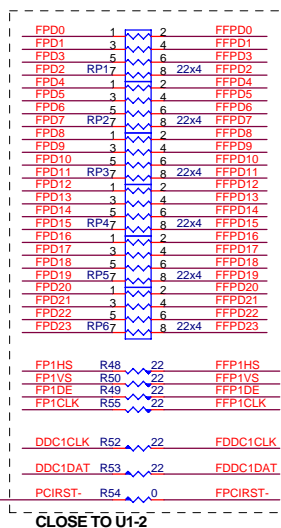 FPD0 1 2 FFPD0
FPD1 3 4 FFPD1
FPD3 5 6 FFPD3
FPD2 RP1 7 8 22x4 FFPD2
FPD4 1 2 FFPD4
FPD5 3 4 FFPD5
FPD6 5 6 FFPD6
FPD7 RP2 7 8 22x4 FFPD7
FPD8 1 2 FFPD8
FPD9 3 4 FFPD9
FPD10 5 6 FFPD10
FPD11 RP3 7 8 22x4 FFPD11
FPD12 1 2 FFPD12
FPD13 3 4 FFPD13
FPD14 5 6 FFPD14
FPD15 RP4 7 8 22x4 FFPD15
FPD16 1 2 FFPD16
FPD17 3 4 FFPD17
FPD18 5 6 FFPD18
FPD19 RP5 7 8 22x4 FFPD19
FPD20 1 2 FFPD20
FPD21 3 4 FFPD21
FPD22 5 6 FFPD22
FPD23 RP6 7 8 22x4 FFPD23
FP1HS R48 22 FFP1HS
FP1VS R50 22 FFP1VS
FP1DE R49 22 FFP1DE
FP1CLK R55 22 FFP1CLK
DDC1CLK R52 22 FDDC1CLK
DDC1DAT R53 22 FDDC1DAT
PCIRST- R54 0 FPCIRST-
CLOSE TO U1-2